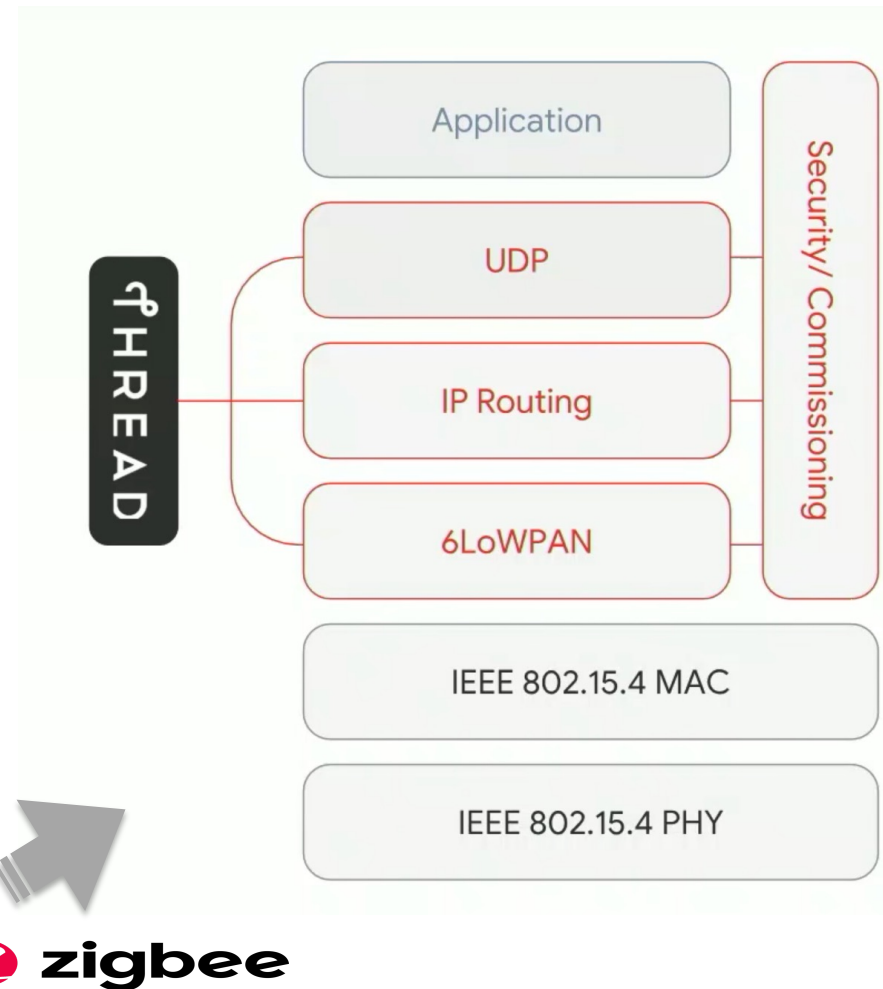 Application
UDP
IP Routing
6LoWPAN
IEEE 802.15.4 MAC
IEEE 802.15.4 PHY
Security/ Commissioning
THREAD
zigbee